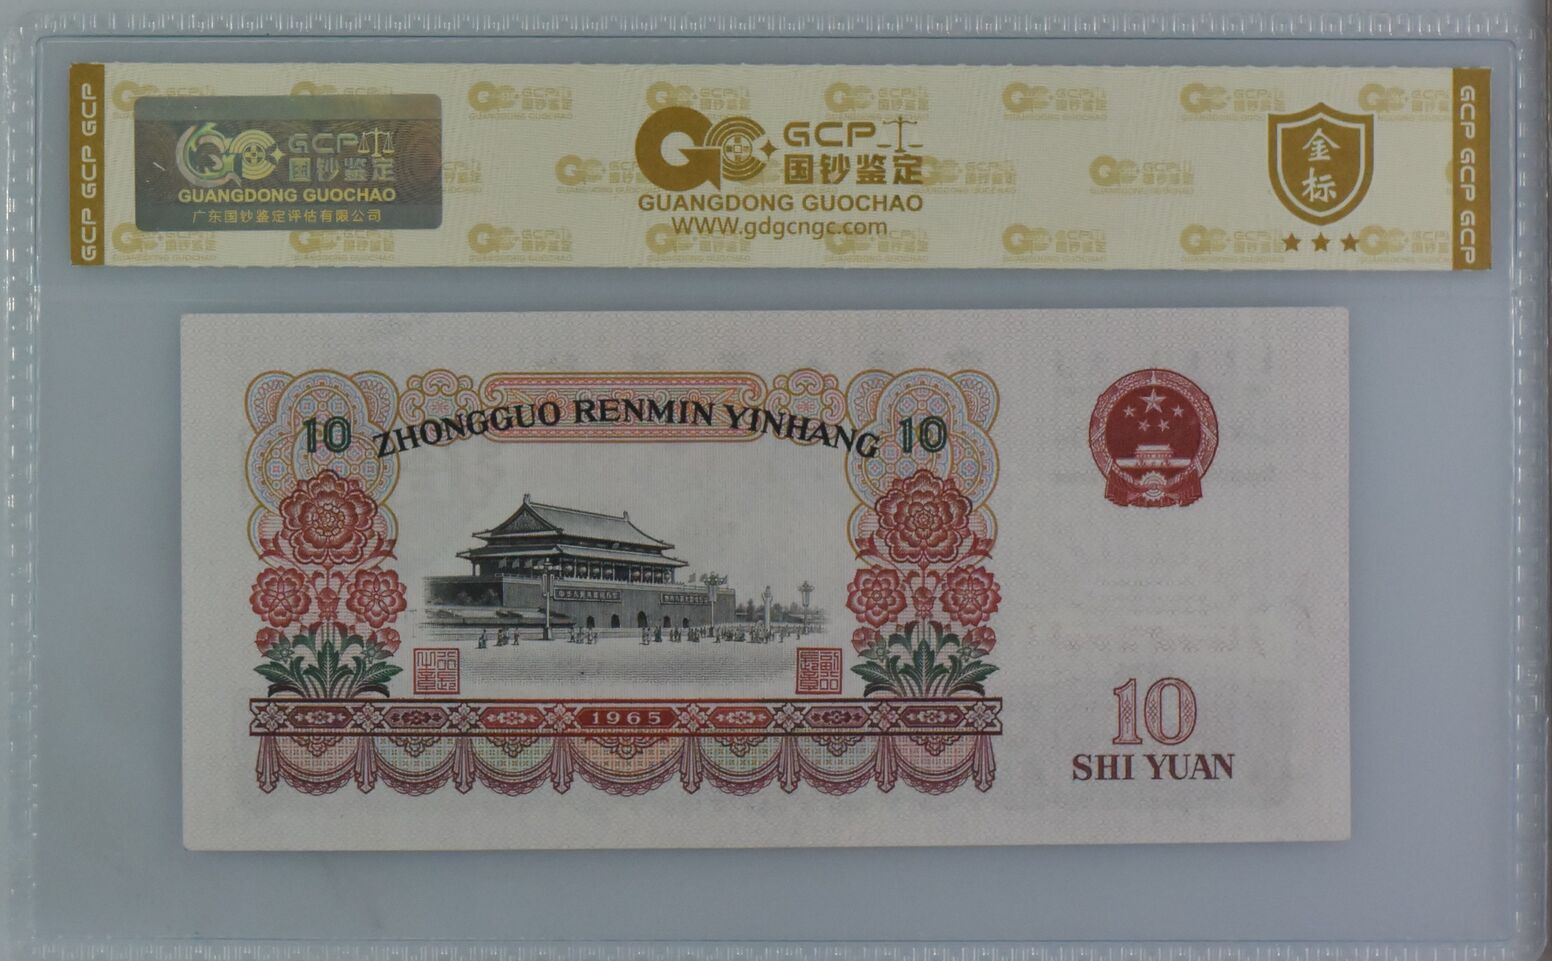 GCP GCP GCP
GCP
国钞鉴定
GUANGDONG GUOCHAO
广东国钞鉴定评估有限公司
GCP
国钞鉴定
GUANGDONG GUOCHAO
WWW.gdgcngc.com
金
标
GCP GCP GCP
ZHONGGUO RENMIN YINHANG
10
10
1965
10
SHI YUAN